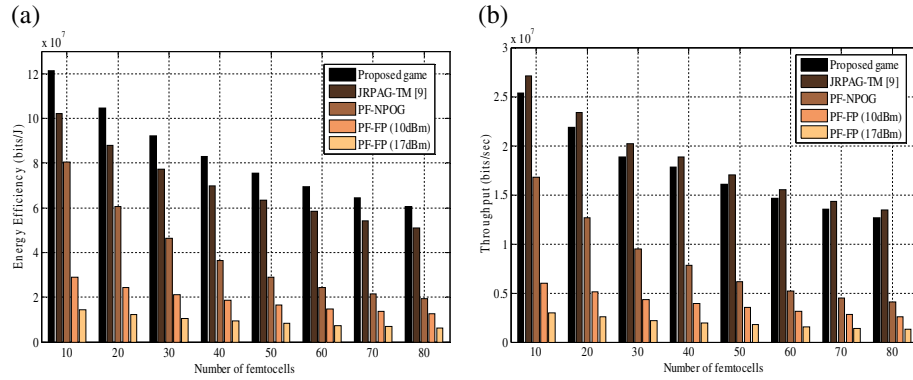 (a)
x 10^7
12
10
8
6
4
2
0
Energy Efficiency (bits/J)
Proposed game
JRPAG-TM [9]
PF-NPOG
PF-FP (10dBm)
PF-FP (17dBm)
10 20 30 40 50 60 70 80
Number of femtocells
(b)
x 10^7
3
2.5
2
1.5
1
0.5
0
Throughput (bits/sec)
Proposed game
JRPAG-TM [9]
PF-NPOG
PF-FP (10dBm)
PF-FP (17dBm)
10 20 30 40 50 60 70 80
Number of femtocells